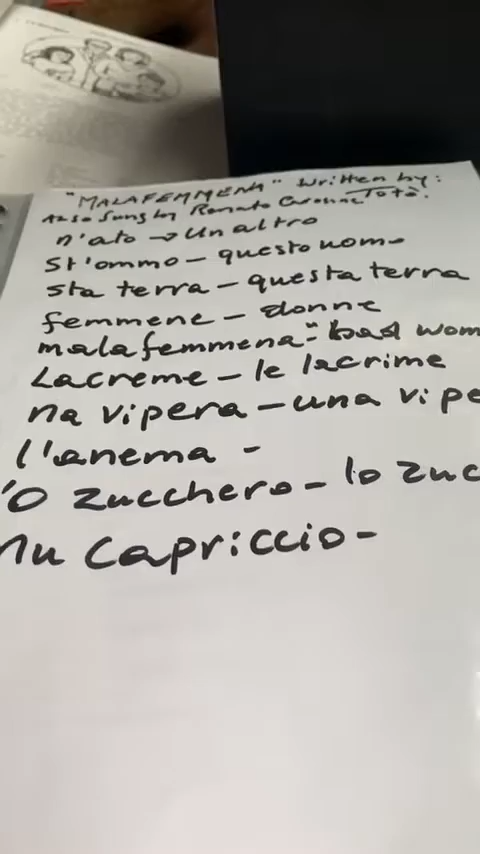 "MALAFEMMENA" Written by:
Also Sung by Renato Carosone Totò.
n'ato → un altro
St'ommo - questo uomo
sta terra - questa terra
femmene - donne
malafemmena = "bad wom
Lacreme - le lacrime
na vipera - una vipe
l'anema -
'O zucchero - lo zuc
Nu capriccio -